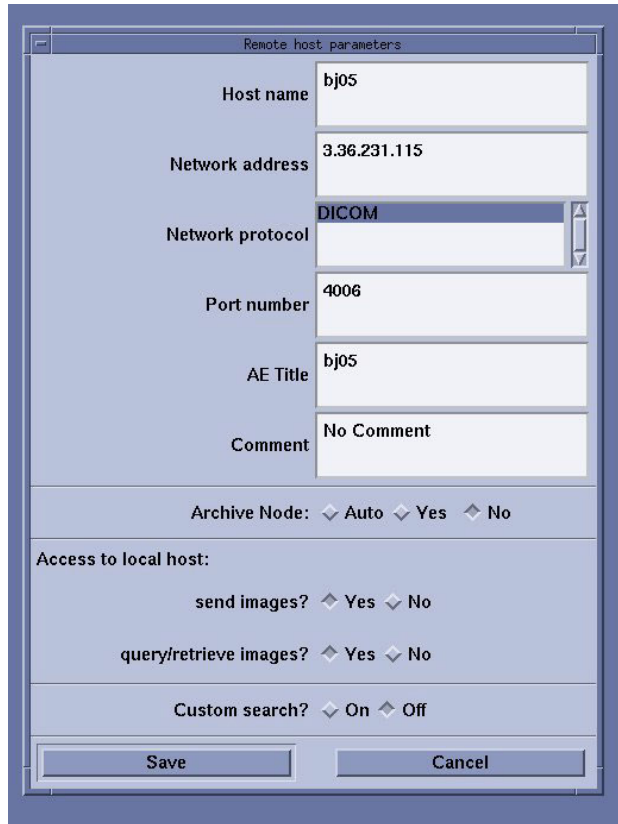 Remote host parameters
Host name bj05
Network address 3.36.231.115
Network protocol DICOM
Port number 4006
AE Title bj05
Comment No Comment
Archive Node: Auto Yes No
Access to local host:
send images? Yes No
query/retrieve images? Yes No
Custom search? On Off
Save Cancel